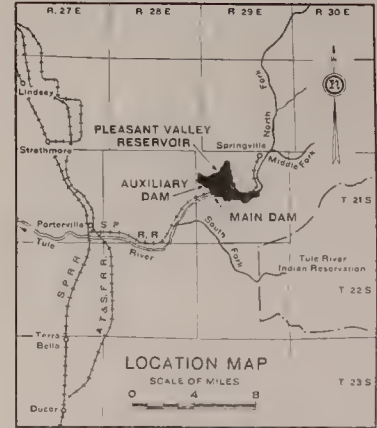 R. 27 E R. 28 E R. 29 E R. 30 E
Lindsey
North Fork
PLEASANT VALLEY
RESERVOIR
Springville
Middle Fork
Strathmore
AUXILIARY
DAM
MAIN DAM
T 21 S
Porterville
S P
R. R.
Tule River
South Fork
Tule River
Indian Reservation
S. P. R. R.
A. T. & S. F. R. R.
T 22 S
Terra
Bella
LOCATION MAP
SCALE OF MILES
0 4 8
T 23 S
Ducor
N